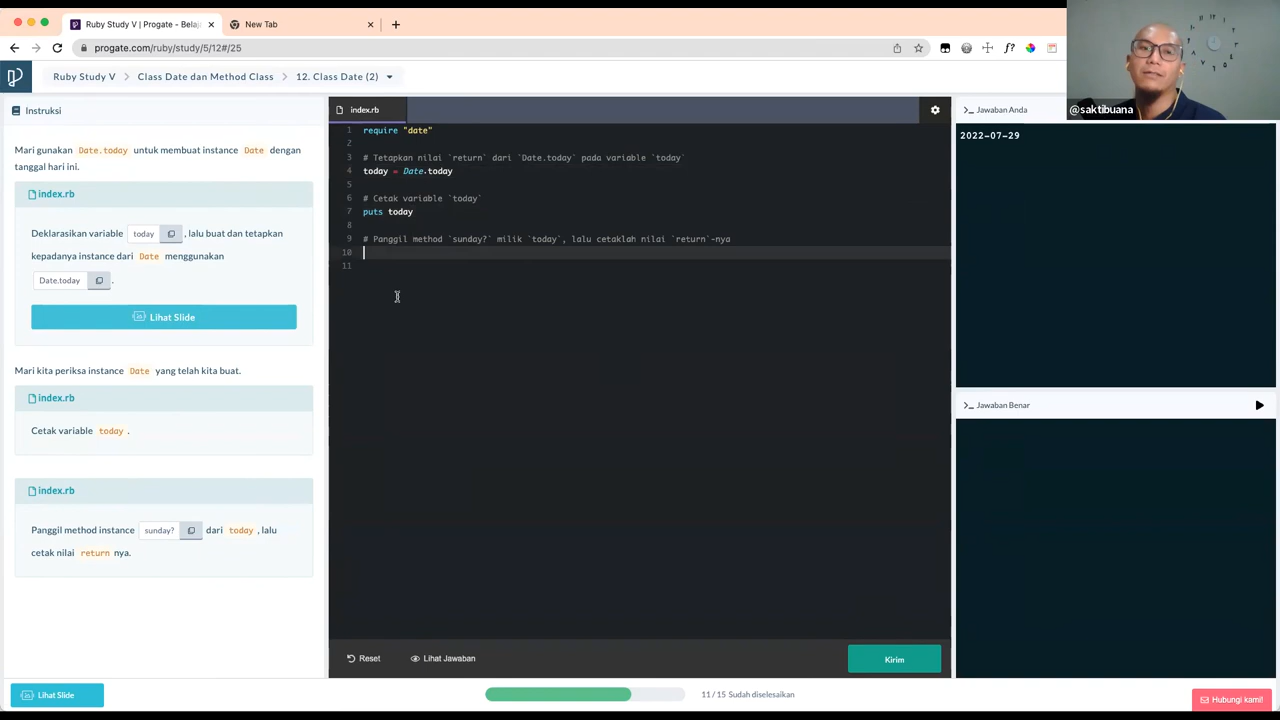 Ruby Study V | Progate - Belaj
New Tab
progate.com/ruby/study/5/12#/25
Ruby Study V
Class Date dan Method Class
12. Class Date (2)
@saktibuana
Instruksi
Mari gunakan Date.today untuk membuat instance Date dengan
tanggal hari ini.
index.rb
Deklarasikan variable today , lalu buat dan tetapkan
kepadanya instance dari Date menggunakan
Date.today .
Lihat Slide
Mari kita periksa instance Date yang telah kita buat.
index.rb
Cetak variable today .
index.rb
Panggil method instance sunday? dari today , lalu
cetak nilai return nya.
index.rb
1 require "date"
2
3 # Tetapkan nilai `return` dari `Date.today` pada variable `today`
4 today = Date.today
5
6 # Cetak variable `today`
7 puts today
8
9 # Panggil method `sunday?` milik `today`, lalu cetaklah nilai `return`-nya
10
11
Reset
Lihat Jawaban
Kirim
Jawaban Anda
2022-07-29
Jawaban Benar
Lihat Slide
11 / 15 Sudah diselesaikan
Hubungi kami!